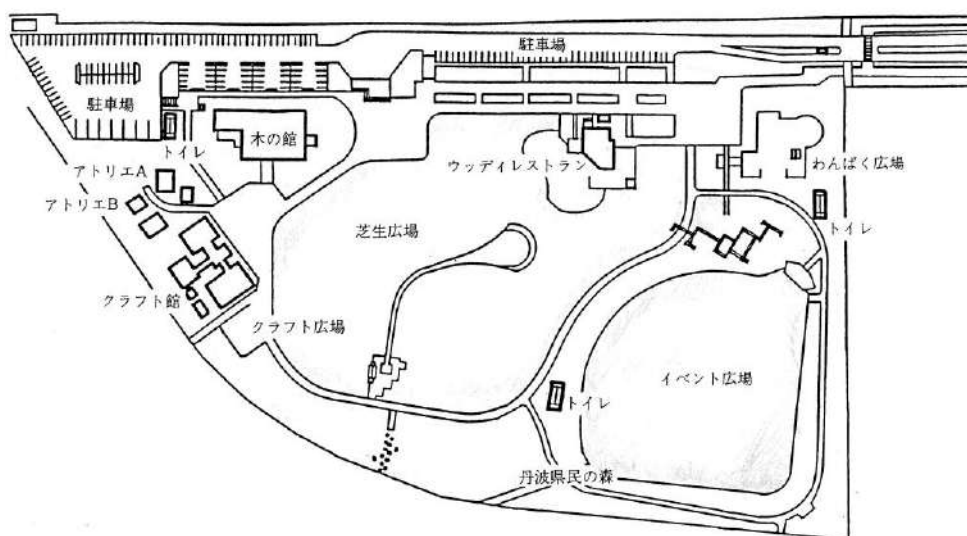 駐車場
駐車場
トイレ
木の館
ウッディレストラン
わんぱく広場
アトリエA
アトリエB
トイレ
芝生広場
クラフト館
クラフト広場
イベント広場
トイレ
丹波県民の森